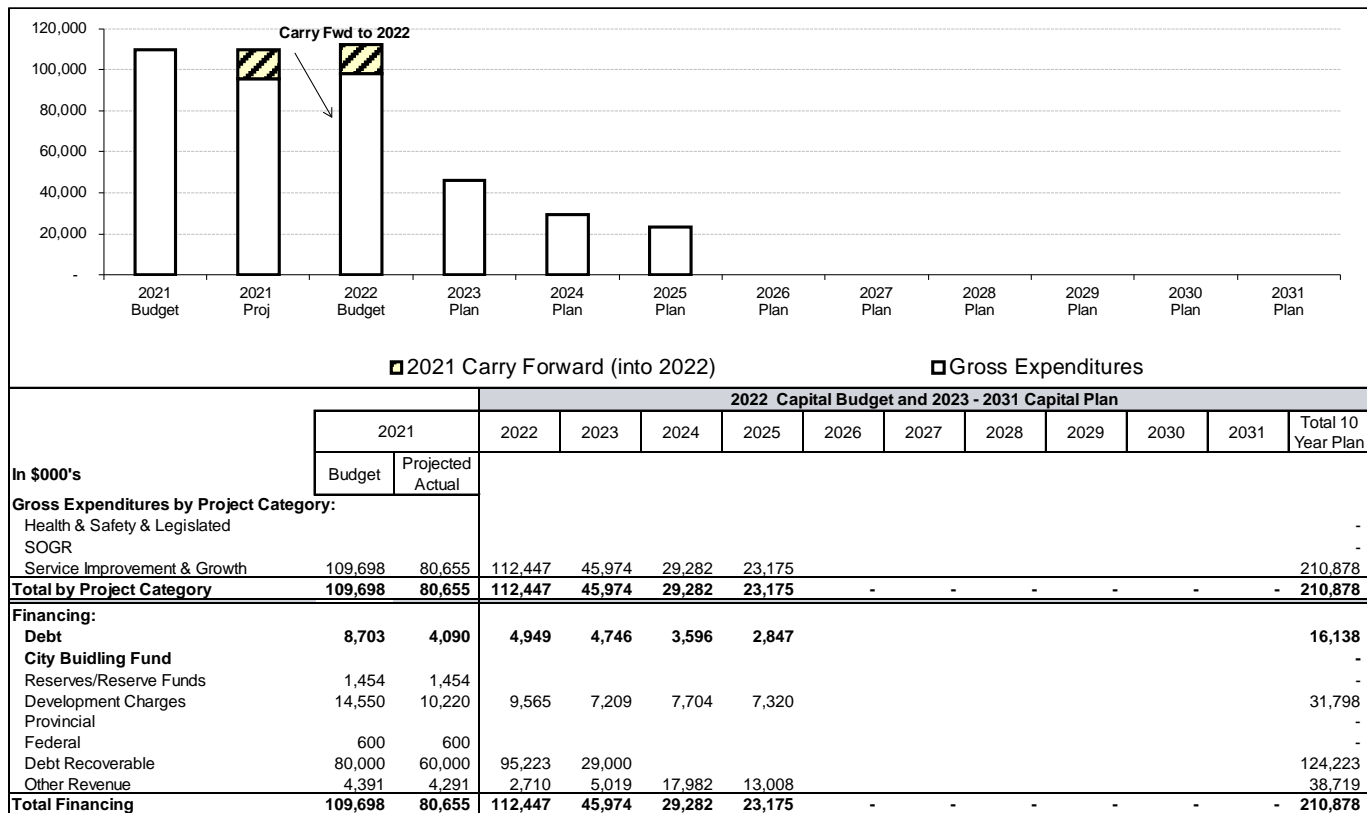 120,000
100,000
80,000
60,000
40,000
20,000
-
Carry Fwd to 2022
2021 Budget
2021 Proj
2022 Budget
2023 Plan
2024 Plan
2025 Plan
2026 Plan
2027 Plan
2028 Plan
2029 Plan
2030 Plan
2031 Plan
2021 Carry Forward (into 2022) Gross Expenditures
2022 Capital Budget and 2023 - 2031 Capital Plan
2021 2022 2023 2024 2025 2026 2027 2028 2029 2030 2031 Total 10 Year Plan
In $000's Budget Projected Actual
Gross Expenditures by Project Category:
Health & Safety & Legislated -
SOGR -
Service Improvement & Growth 109,698 80,655 112,447 45,974 29,282 23,175 210,878
Total by Project Category 109,698 80,655 112,447 45,974 29,282 23,175 - - - - - - 210,878
Financing:
Debt 8,703 4,090 4,949 4,746 3,596 2,847 16,138
City Buidling Fund -
Reserves/Reserve Funds 1,454 1,454 -
Development Charges 14,550 10,220 9,565 7,209 7,704 7,320 31,798
Provincial -
Federal 600 600 -
Debt Recoverable 80,000 60,000 95,223 29,000 124,223
Other Revenue 4,391 4,291 2,710 5,019 17,982 13,008 38,719
Total Financing 109,698 80,655 112,447 45,974 29,282 23,175 - - - - - - 210,878